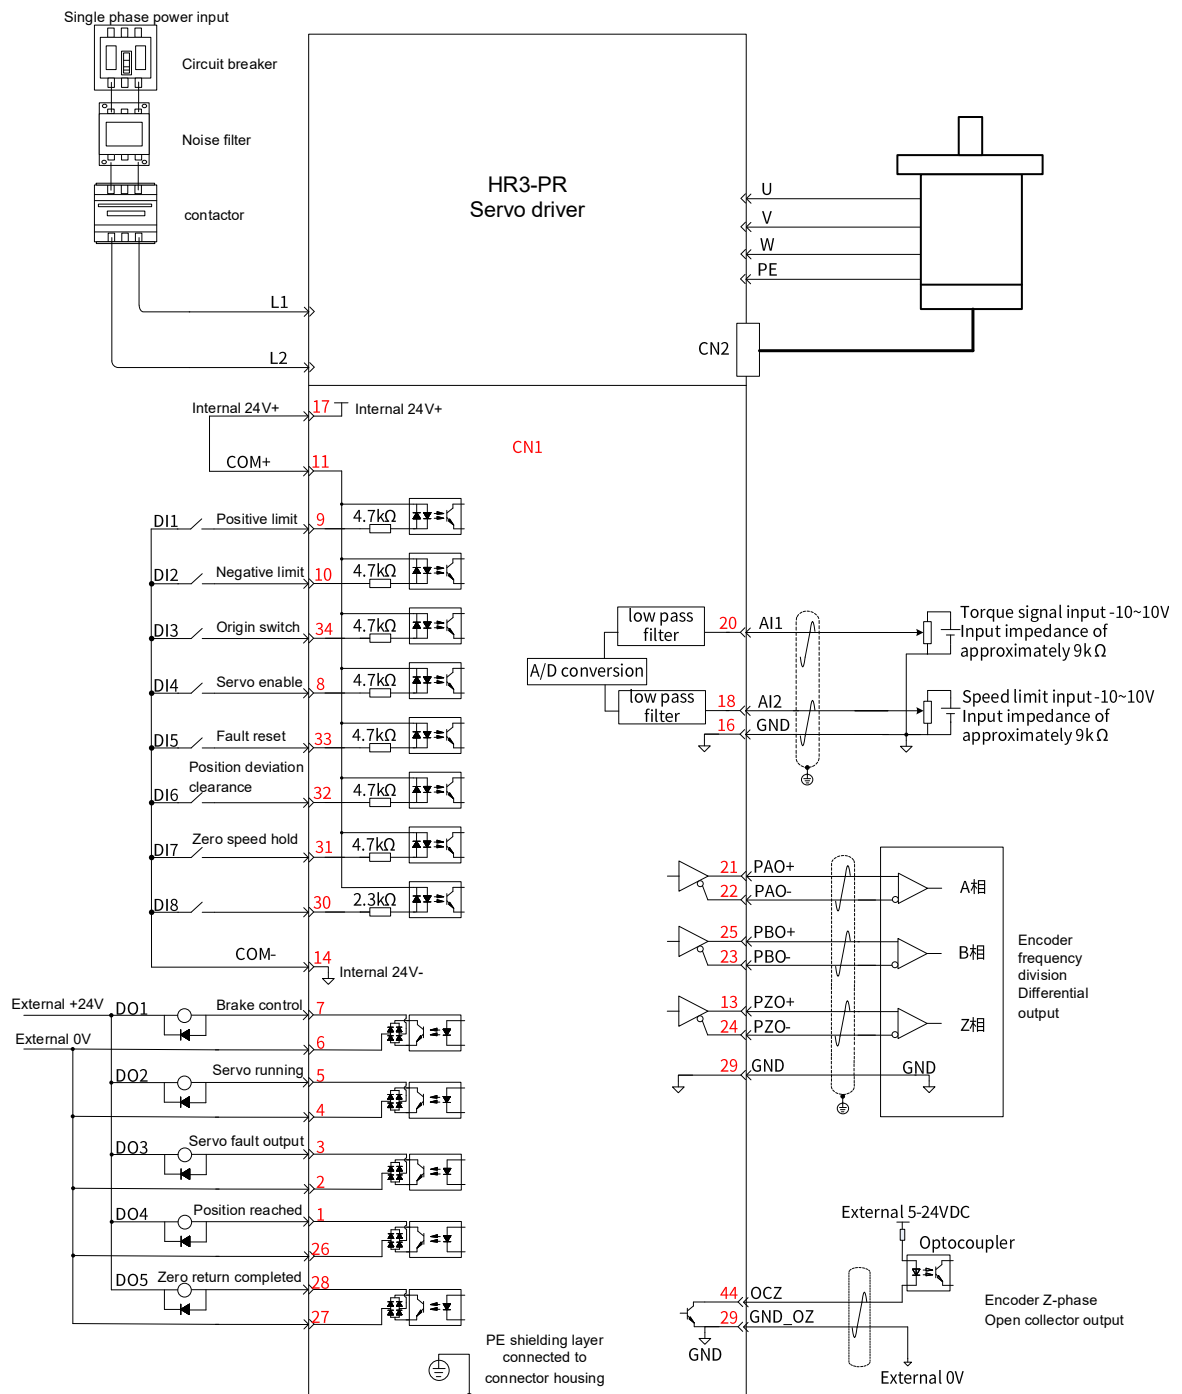 Single phase power input
Circuit breaker
Noise filter
contactor
HR3-PR
Servo driver
U
V
W
PE
L1
L2
CN2
Internal 24V+
17
Internal 24V+
CN1
COM+
11
DI1
Positive limit
9
4.7kΩ
DI2
Negative limit
10
4.7kΩ
DI3
Origin switch
34
4.7kΩ
DI4
Servo enable
8
4.7kΩ
DI5
Fault reset
33
4.7kΩ
Position deviation
clearance
DI6
32
4.7kΩ
DI7
Zero speed hold
31
4.7kΩ
DI8
30
2.3kΩ
COM-
14
Internal 24V-
External +24V
DO1
Brake control
7
External 0V
6
DO2
Servo running
5
4
DO3
Servo fault output
3
2
DO4
Position reached
1
26
DO5
Zero return completed
28
27
PE shielding layer
connected to
connector housing
low pass
filter
20
AI1
Torque signal input -10~10V
Input impedance of
approximately 9kΩ
A/D conversion
low pass
filter
18
AI2
16
GND
Speed limit input -10~10V
Input impedance of
approximately 9kΩ
21
PAO+
22
PAO-
A相
25
PBO+
23
PBO-
B相
13
PZO+
24
PZO-
Z相
29
GND
GND
Encoder
frequency
division
Differential
output
External 5-24VDC
Optocoupler
44
OCZ
29
GND_OZ
GND
External 0V
Encoder Z-phase
Open collector output